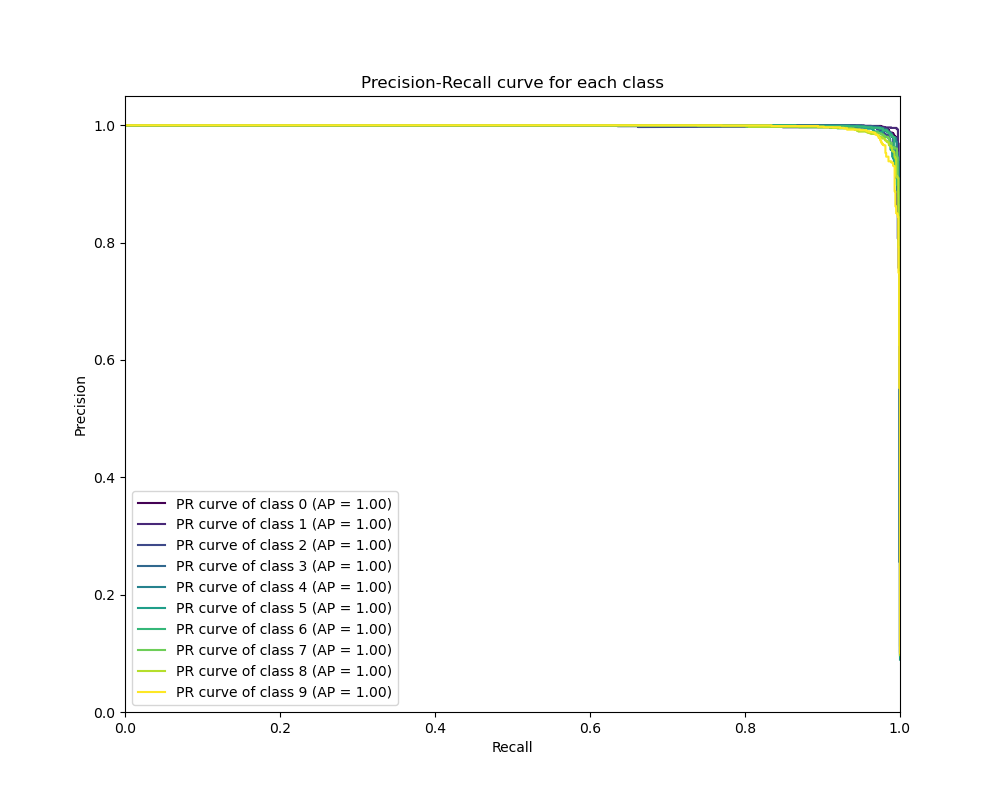 Precision-Recall curve for each class
1.0
0.8
0.6
0.4
0.2
0.0
Precision
PR curve of class 0 (AP = 1.00)
PR curve of class 1 (AP = 1.00)
PR curve of class 2 (AP = 1.00)
PR curve of class 3 (AP = 1.00)
PR curve of class 4 (AP = 1.00)
PR curve of class 5 (AP = 1.00)
PR curve of class 6 (AP = 1.00)
PR curve of class 7 (AP = 1.00)
PR curve of class 8 (AP = 1.00)
PR curve of class 9 (AP = 1.00)
0.0 0.2 0.4 0.6 0.8 1.0
Recall